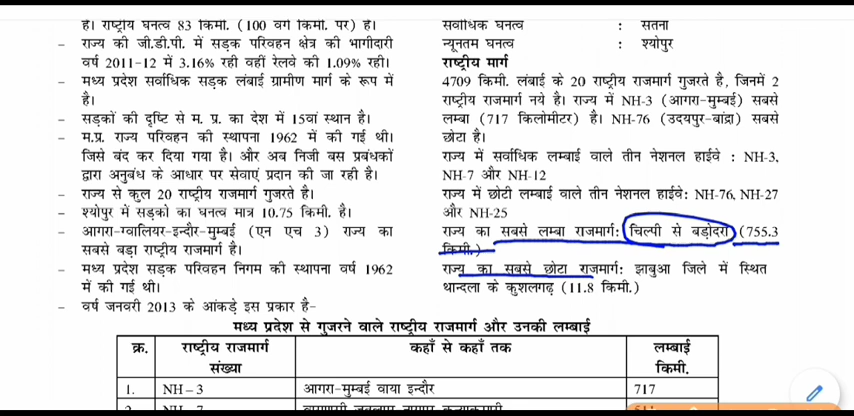 है। राष्ट्रीय घनत्व 83 किमी. (100 वर्ग किमी. पर) है।
– राज्य की जी.डी.पी. में सड़क परिवहन क्षेत्र की भागीदारी
वर्ष 2011-12 में 3.16% रही वहीं रेलवे की 1.09% रही।
– मध्य प्रदेश सर्वाधिक सड़क लंबाई ग्रामीण मार्ग के रूप में
है।
– सड़कों की दृष्टि से म. प्र. का देश में 15वां स्थान है।
– म.प्र. राज्य परिवहन की स्थापना 1962 में की गई थी।
जिसे बंद कर दिया गया है। और अब निजी बस प्रबंधकों
द्वारा अनुबंध के आधार पर सेवाएं प्रदान की जा रही है।
– राज्य से कुल 20 राष्ट्रीय राजमार्ग गुजरते है।
– श्योपुर में सड़को का घनत्व मात्र 10.75 किमी. है।
– आगरा-ग्वालियर-इन्दौर-मुम्बई (एन एच 3) राज्य का
सबसे बड़ा राष्ट्रीय राजमार्ग है।
– मध्य प्रदेश सड़क परिवहन निगम की स्थापना वर्ष 1962
में की गई थी।
– वर्ष जनवरी 2013 के आंकड़े इस प्रकार है–
सर्वाधिक घनत्व : सतना
न्यूनतम घनत्व : श्योपुर
राष्ट्रीय मार्ग
4709 किमी. लंबाई के 20 राष्ट्रीय राजमार्ग गुजरते है, जिनमें 2
राष्ट्रीय राजमार्ग नये है। राज्य में NH-3 (आगरा-मुम्बई) सबसे
लम्बा (717 किलोमीटर) है। NH-76 (उदयपुर-बांद्रा) सबसे
छोटा है।
राज्य में सर्वाधिक लम्बाई वाले तीन नेशनल हाईवे : NH-3,
NH-7 और NH-12
राज्य में छोटी लम्बाई वाले तीन नेशनल हाईवे: NH-76, NH-27
और NH-25
राज्य का सबसे लम्बा राजमार्ग: चिल्पी से बड़ोदरा (755.3
किमी.)
राज्य का सबसे छोटा राजमार्ग: झाबुआ जिले में स्थित
थान्दला के कुशलगढ़ (11.8 किमी.)
मध्य प्रदेश से गुजरने वाले राष्ट्रीय राजमार्ग और उनकी लम्बाई
क्र. राष्ट्रीय राजमार्ग कहाँ से कहाँ तक लम्बाई
संख्या किमी.
1. NH–3 आगरा-मुम्बई वाया इन्दौर 717